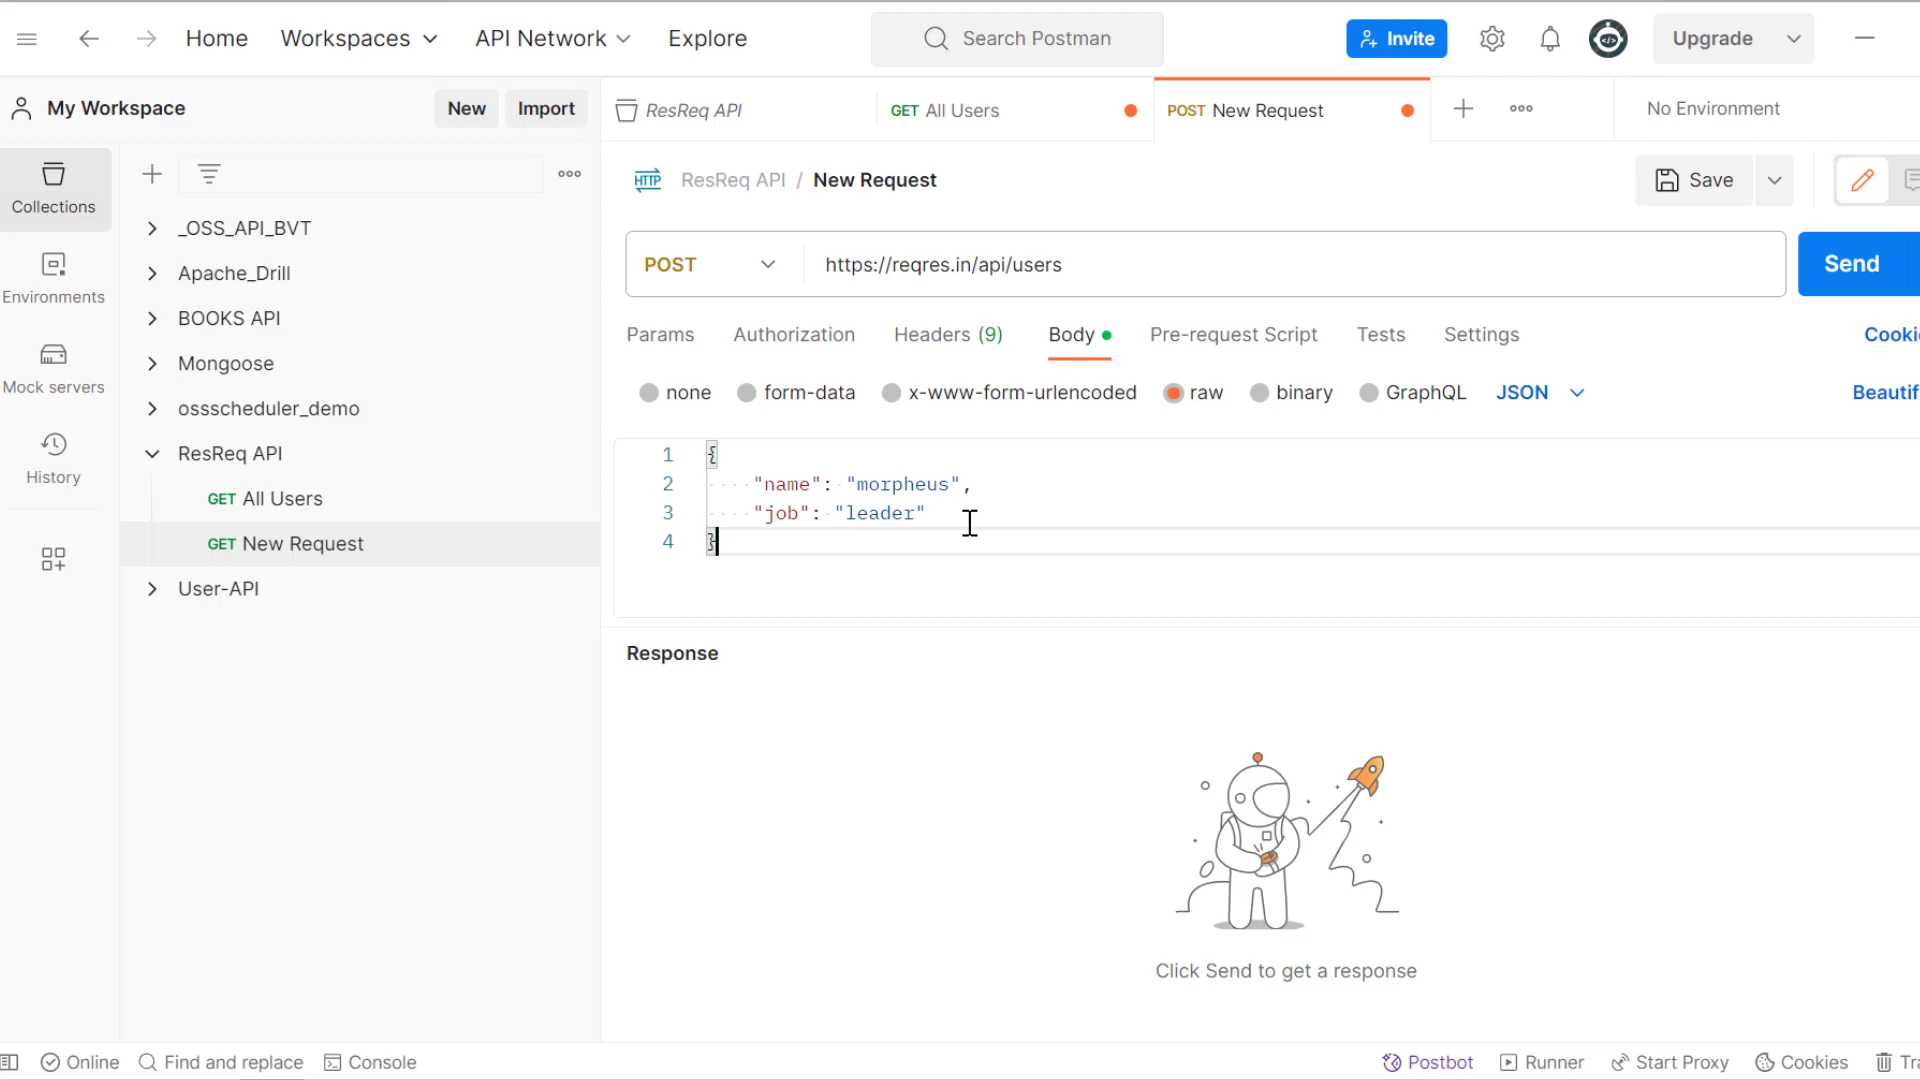 Home Workspaces API Network Explore Search Postman Invite Upgrade
My Workspace New Import ResReq API GET All Users POST New Request No Environment
Collections
Environments
Mock servers
History
_OSS_API_BVT
Apache_Drill
BOOKS API
Mongoose
ossscheduler_demo
ResReq API
GET All Users
GET New Request
User-API
HTTP ResReq API / New Request Save
POST https://reqres.in/api/users Send
Params Authorization Headers (9) Body Pre-request Script Tests Settings Cooki
none form-data x-www-form-urlencoded raw binary GraphQL JSON Beautif
1 {
2 "name": "morpheus",
3 "job": "leader"
4 }
Response
Click Send to get a response
Online Find and replace Console Postbot Runner Start Proxy Cookies Tra